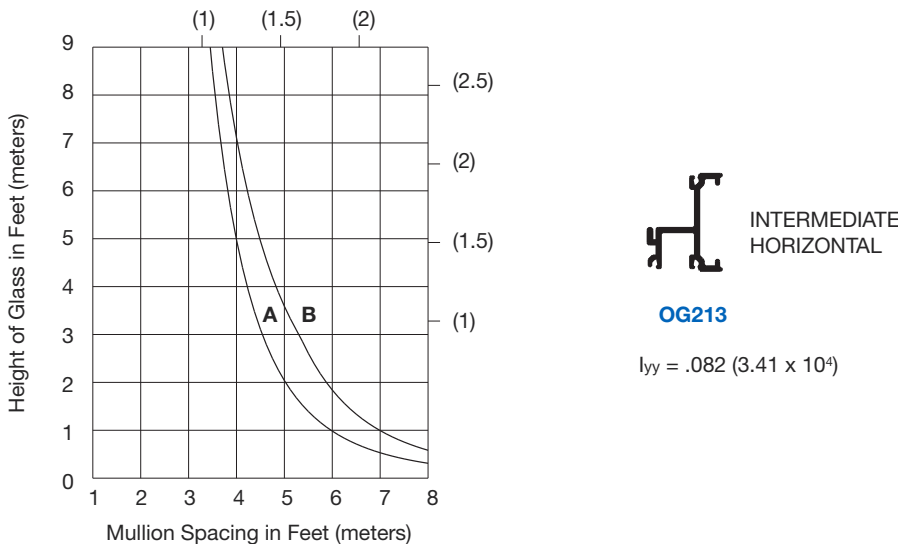 (1) (1.5) (2)
9
8
7
6
5
4
3
2
1
0
(2.5)
(2)
(1.5)
(1)
Height of Glass in Feet (meters)
A B
1 2 3 4 5 6 7 8
Mullion Spacing in Feet (meters)
INTERMEDIATE
HORIZONTAL
OG213
Iyy = .082 (3.41 x 10⁴)